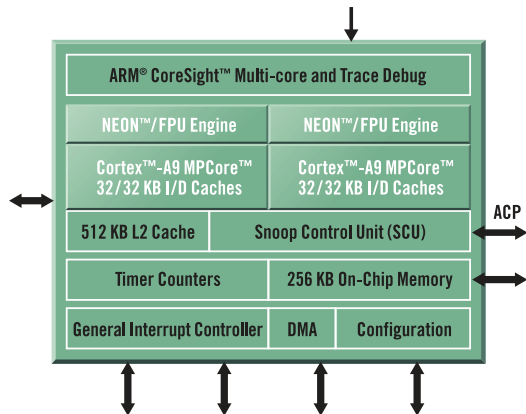 ARM® CoreSight™ Multi-core and Trace Debug
NEON™/FPU Engine
NEON™/FPU Engine
Cortex™-A9 MPCore™
32/32 KB I/D Caches
Cortex™-A9 MPCore™
32/32 KB I/D Caches
512 KB L2 Cache
Snoop Control Unit (SCU)
ACP
Timer Counters
256 KB On-Chip Memory
General Interrupt Controller
DMA
Configuration